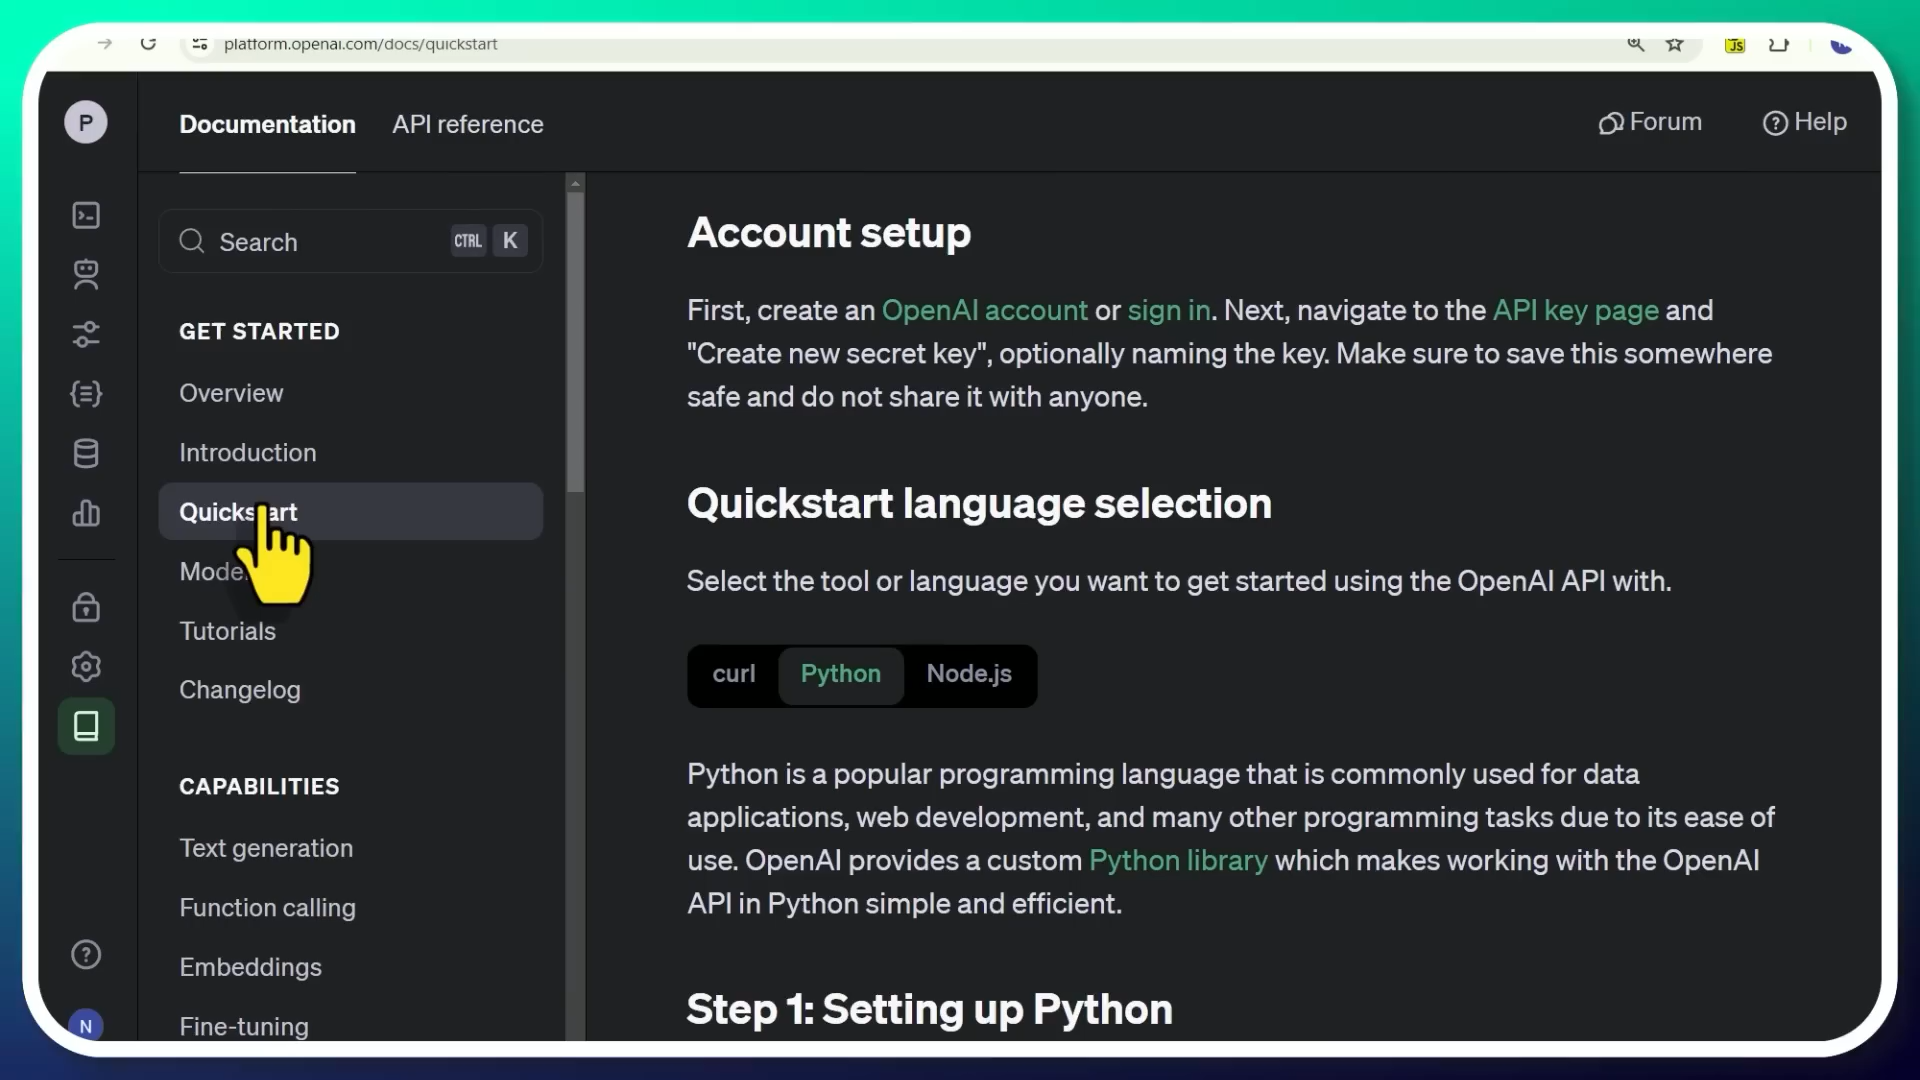 platform.openai.com/docs/quickstart
JS
P
Documentation
API reference
Forum
Help
Search
CTRL K
GET STARTED
Overview
Introduction
Quickstart
Mode
Tutorials
Changelog
CAPABILITIES
Text generation
Function calling
Embeddings
Fine-tuning
N
Account setup
First, create an OpenAI account or sign in. Next, navigate to the API key page and
"Create new secret key", optionally naming the key. Make sure to save this somewhere
safe and do not share it with anyone.
Quickstart language selection
Select the tool or language you want to get started using the OpenAI API with.
curl Python Node.js
Python is a popular programming language that is commonly used for data
applications, web development, and many other programming tasks due to its ease of
use. OpenAI provides a custom Python library which makes working with the OpenAI
API in Python simple and efficient.
Step 1: Setting up Python